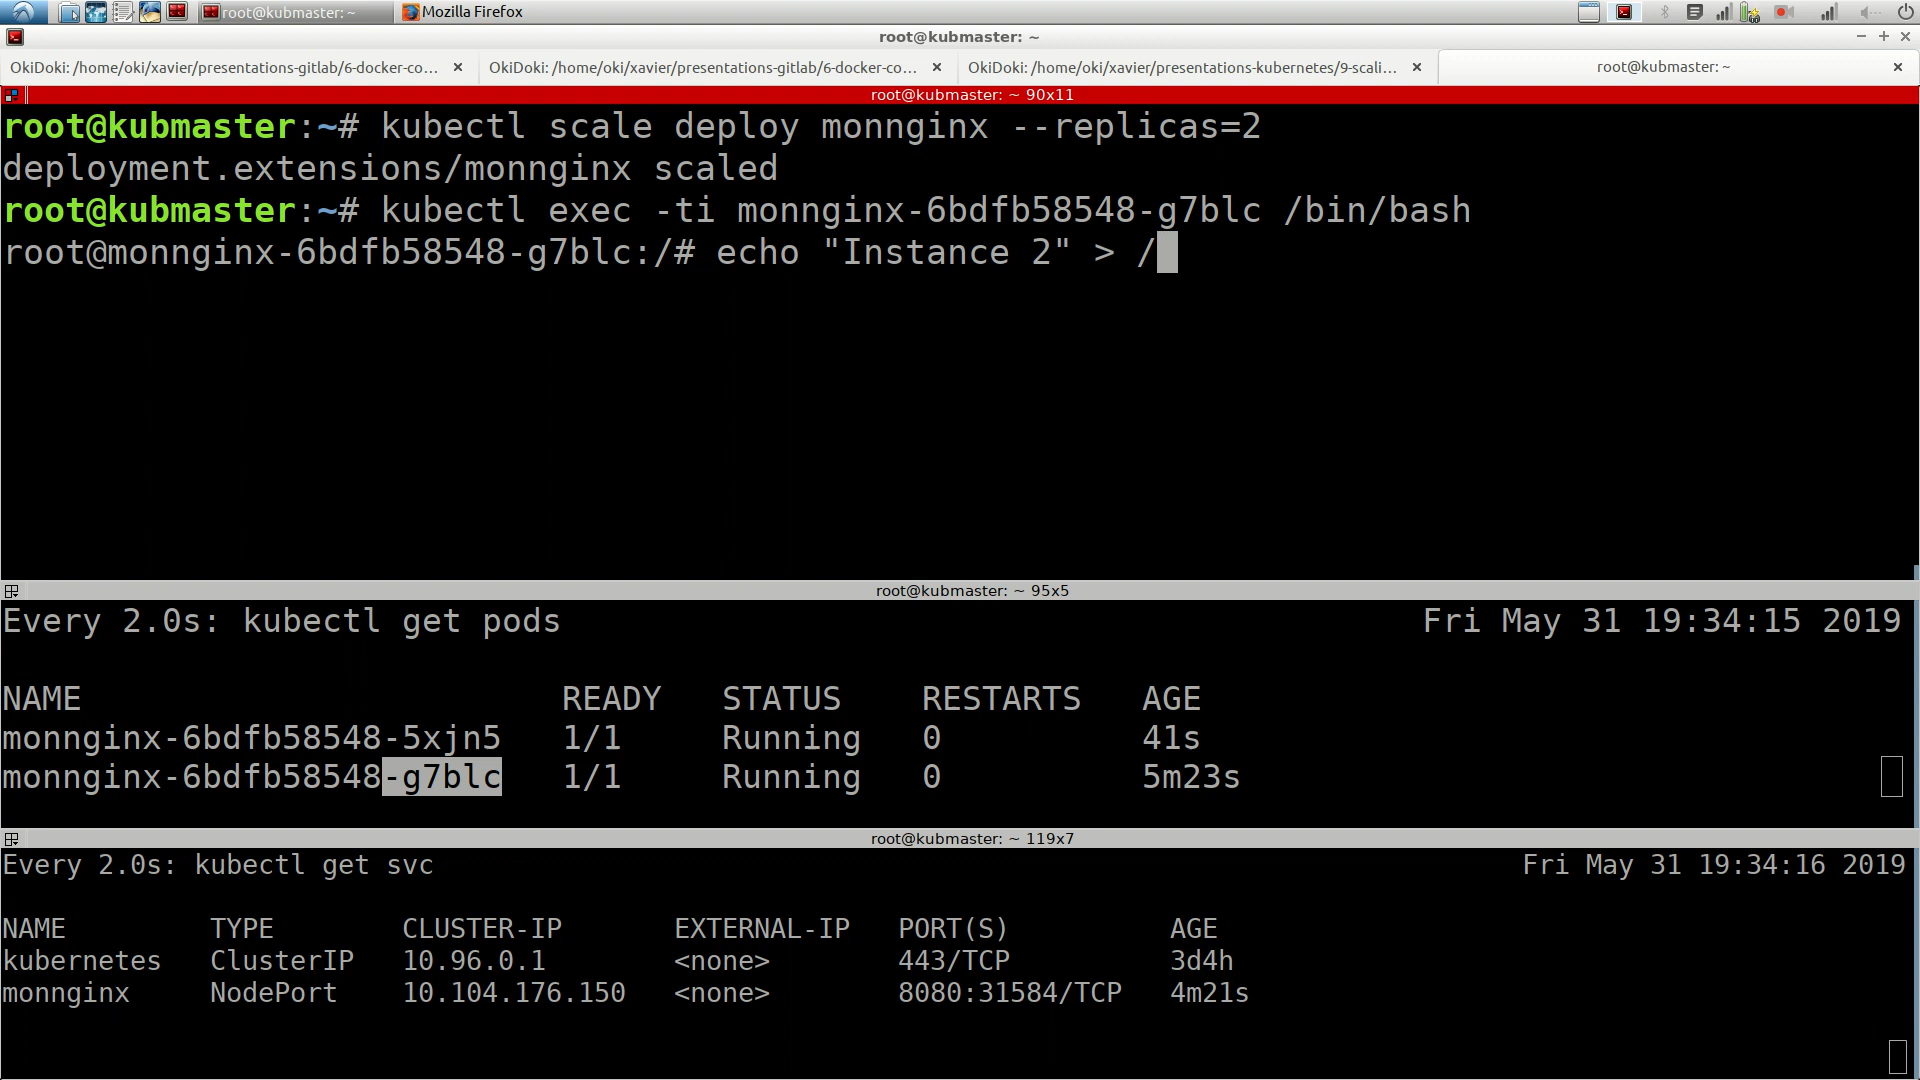 root@kubmaster: ~
Mozilla Firefox
root@kubmaster: ~
OkiDoki: /home/oki/xavier/presentations-gitlab/6-docker-co...
OkiDoki: /home/oki/xavier/presentations-gitlab/6-docker-co...
OkiDoki: /home/oki/xavier/presentations-kubernetes/9-scali...
root@kubmaster: ~
root@kubmaster: ~ 90x11
root@kubmaster:~# kubectl scale deploy monnginx --replicas=2
deployment.extensions/monnginx scaled
root@kubmaster:~# kubectl exec -ti monnginx-6bdfb58548-g7blc /bin/bash
root@monnginx-6bdfb58548-g7blc:/# echo "Instance 2" > /
root@kubmaster: ~ 95x5
Every 2.0s: kubectl get pods Fri May 31 19:34:15 2019
NAME READY STATUS RESTARTS AGE
monnginx-6bdfb58548-5xjn5 1/1 Running 0 41s
monnginx-6bdfb58548-g7blc 1/1 Running 0 5m23s
root@kubmaster: ~ 119x7
Every 2.0s: kubectl get svc Fri May 31 19:34:16 2019
NAME TYPE CLUSTER-IP EXTERNAL-IP PORT(S) AGE
kubernetes ClusterIP 10.96.0.1 <none> 443/TCP 3d4h
monnginx NodePort 10.104.176.150 <none> 8080:31584/TCP 4m21s